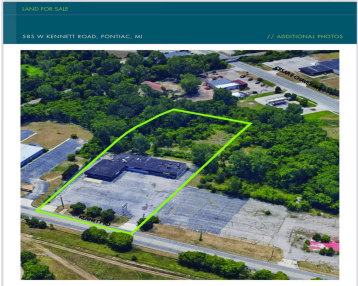 LAND FOR SALE
585 W KENNETT ROAD, PONTIAC, MI
// ADDITIONAL PHOTOS